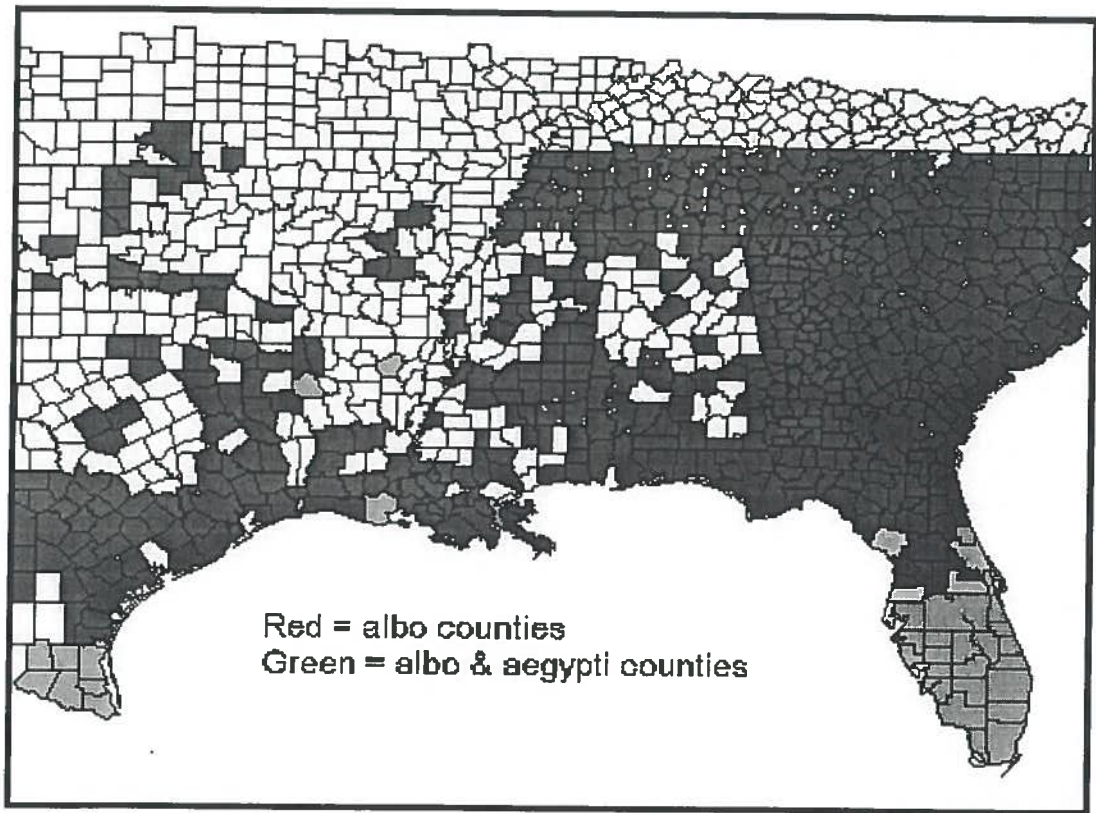 Red = albo counties
Green = albo & aegypti counties